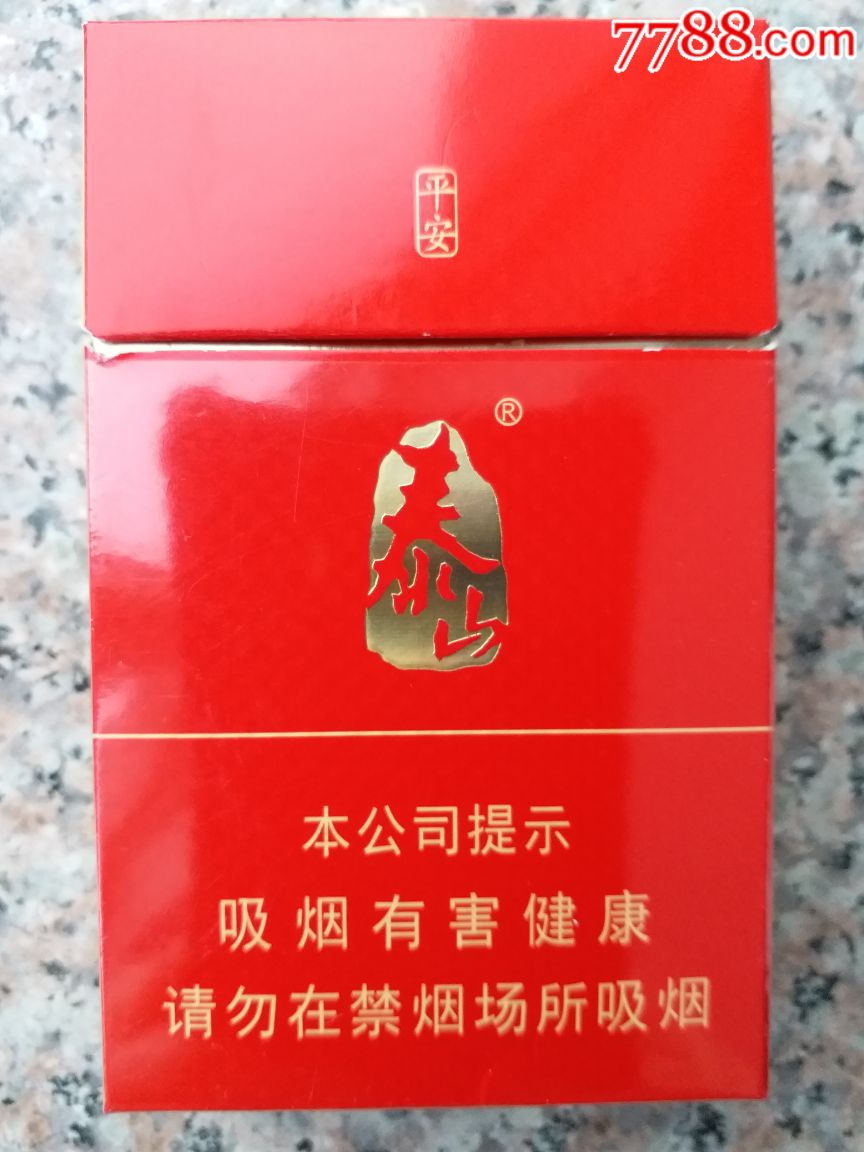 7788.com
平安
®
泰山
本公司提示
吸烟有害健康
请勿在禁烟场所吸烟